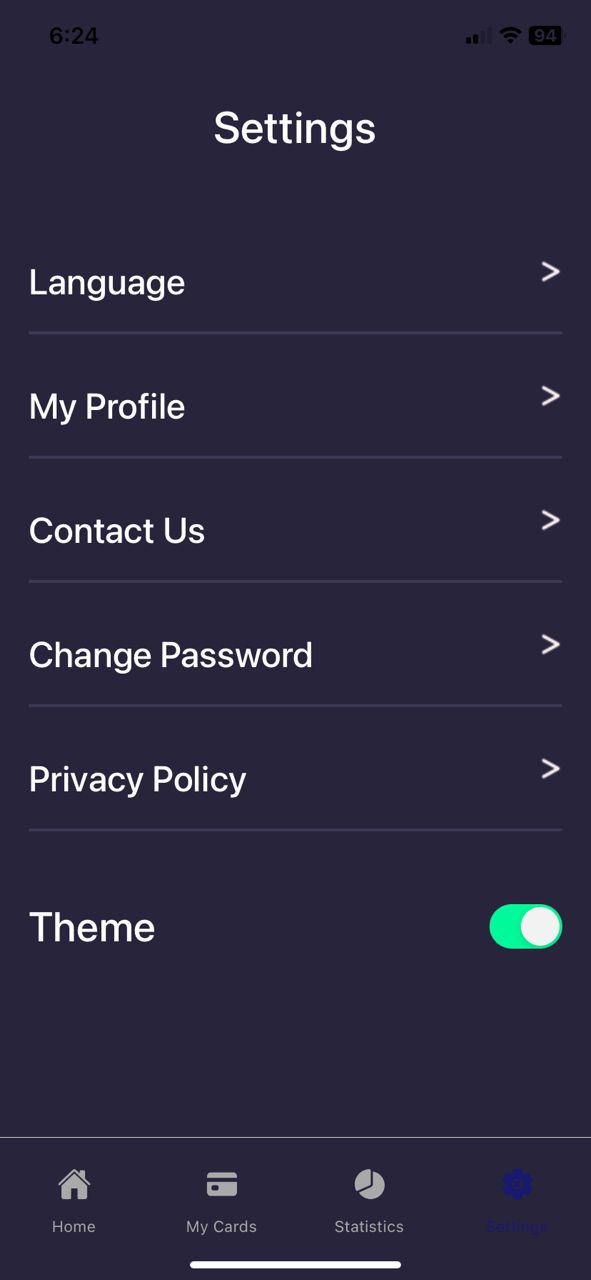 6:24
94
Settings
Language >
My Profile >
Contact Us >
Change Password >
Privacy Policy >
Theme
Home My Cards Statistics Settings